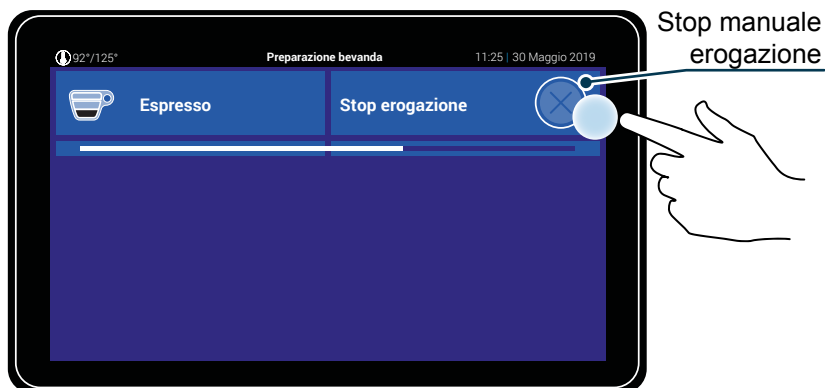 Stop manuale
erogazione
92°/125°
Preparazione bevanda
11:25 | 30 Maggio 2019
Espresso
Stop erogazione